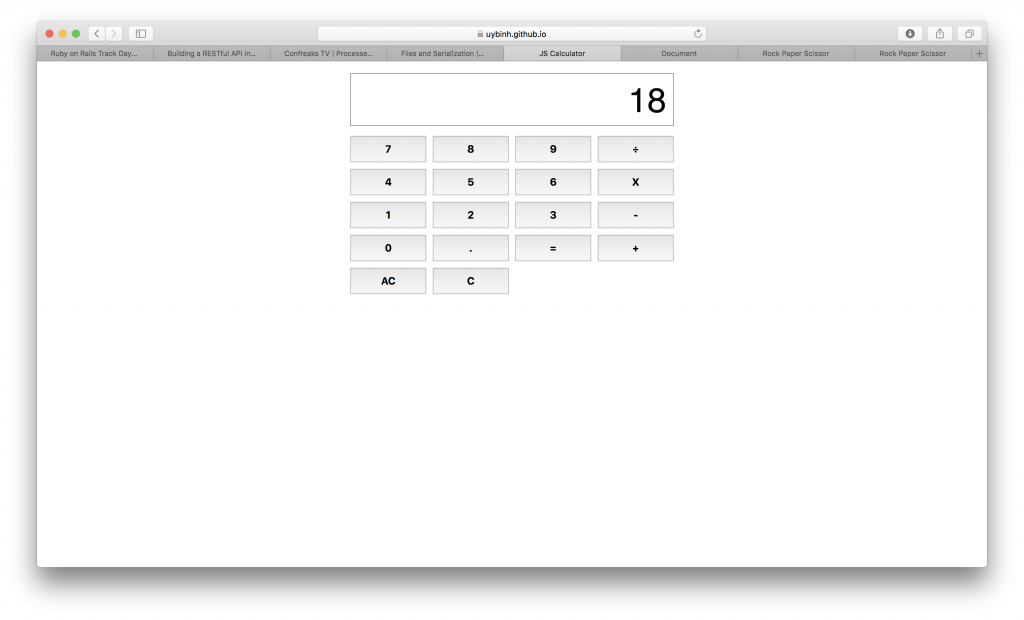 uybinh.github.io
Ruby on Rails Track Day... Building a RESTful API in... Confreaks TV | Processe... Files and Serialization |... JS Calculator Document Rock Paper Scissor Rock Paper Scissor +
18
7 8 9 ÷
4 5 6 X
1 2 3 -
0 . = +
AC C